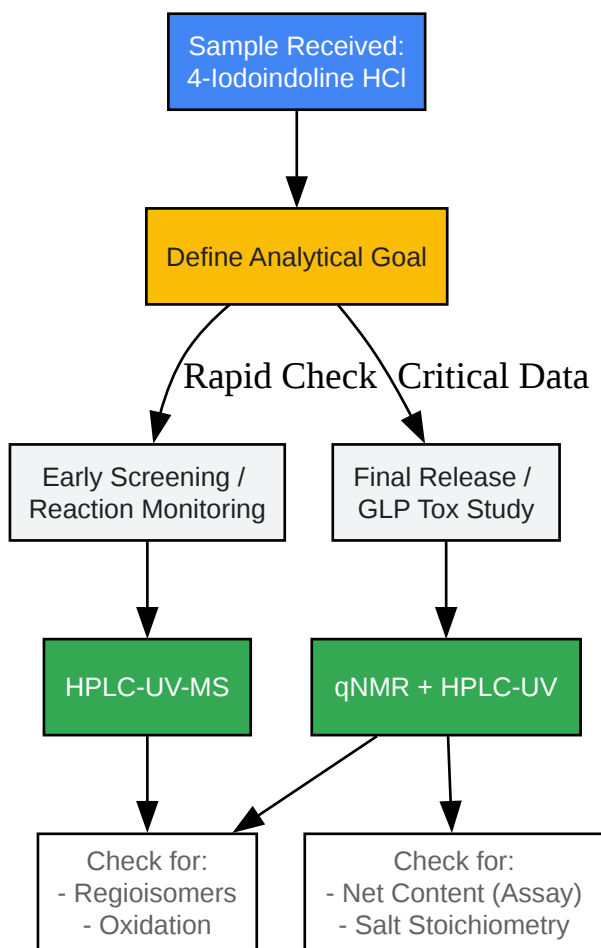 Sample Received:
4-Iodoindoline HCl
Define Analytical Goal
Rapid Check
Critical Data
Early Screening /
Reaction Monitoring
Final Release /
GLP Tox Study
HPLC-UV-MS
qNMR + HPLC-UV
Check for:
- Regioisomers
- Oxidation
Check for:
- Net Content (Assay)
- Salt Stoichiometry